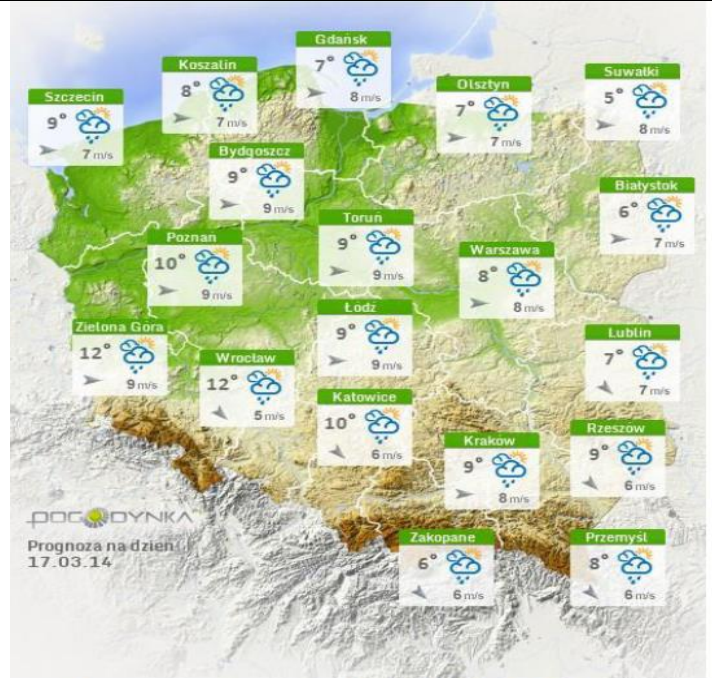 Gdańsk
7°
8 m/s
Koszalin
8°
7 m/s
Suwałki
5°
8 m/s
Olsztyn
7°
7 m/s
Szczecin
9°
7 m/s
Bydgoszcz
9°
9 m/s
Białystok
6°
7 m/s
Toruń
9°
9 m/s
Poznan
10°
9 m/s
Warszawa
8°
8 m/s
Łódz
9°
9 m/s
Zielona Góra
12°
9 m/s
Lublin
7°
7 m/s
Wrocław
12°
5 m/s
Katowice
10°
6 m/s
Rzeszów
9°
6 m/s
Kraków
9°
8 m/s
POGODYNKA
Prognoza na dzień
17.03.14
Zakopane
6°
6 m/s
Przemyśl
8°
6 m/s